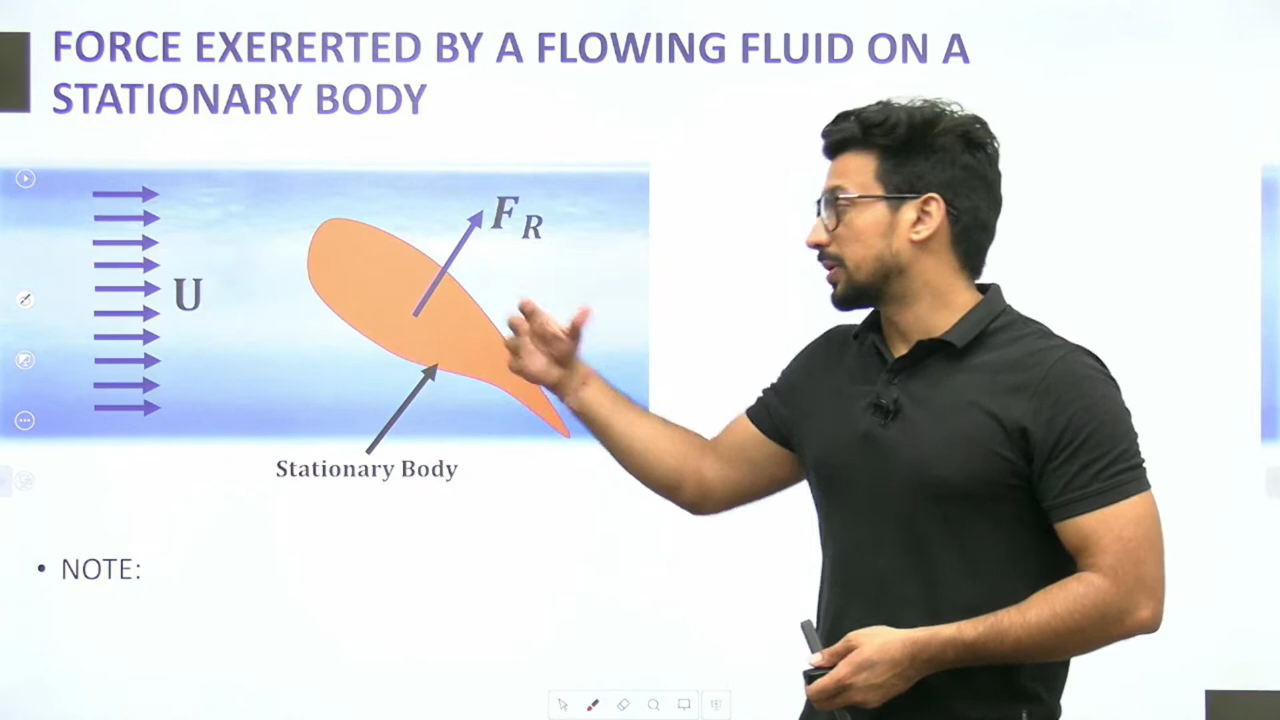 FORCE EXERERTED BY A FLOWING FLUID ON A
STATIONARY BODY
F R
U
Stationary Body
• NOTE: